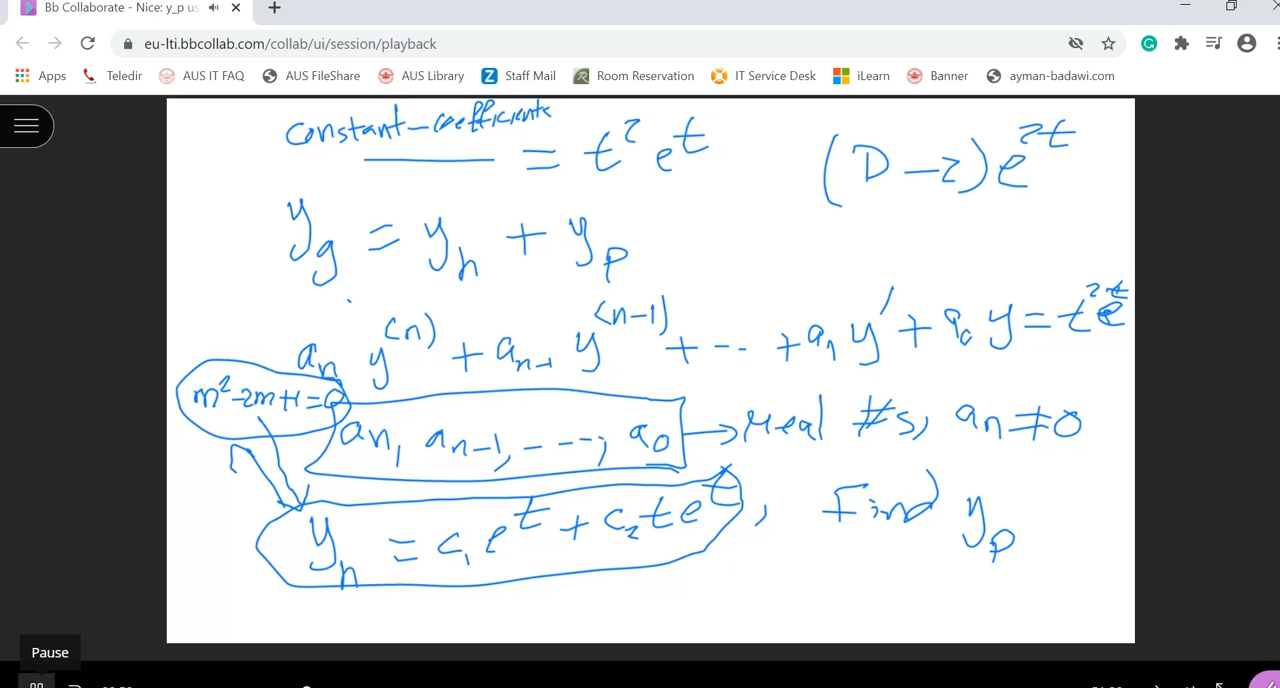 Bb Collaborate - Nice: y_p us
eu-lti.bbcollab.com/collab/ui/session/playback
Apps Teledir AUS IT FAQ AUS FileShare AUS Library Staff Mail Room Reservation IT Service Desk iLearn Banner ayman-badawi.com
constant-coefficients
= t² e^t (D-2)e^{2t}
y_g = y_h + y_p
a_n y^{(n)} + a_{n-1} y^{(n-1)} + -- + a_1 y' + a_0 y = t² e^t
m²-2m+1=0
a_n, a_{n-1}, ----, a_0 → real #s, a_n ≠ 0
y_h = c_1 e^t + c_2 t e^t, Find y_p
Pause